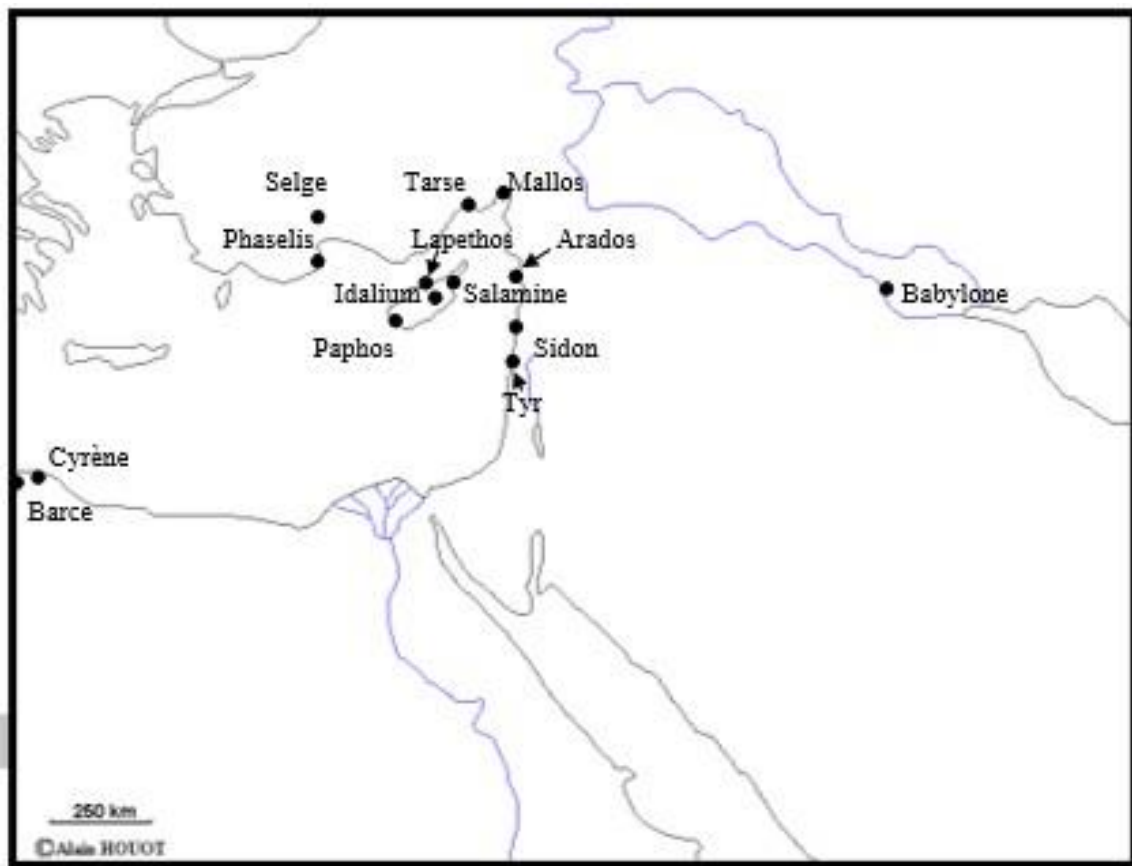 Selge
Tarse
Mallos
Phaselis
Lapethos
Arados
Idalium
Salamine
Babylone
Paphos
Sidon
Tyr
Cyrène
Barce
250 km
©Alain HOUOT